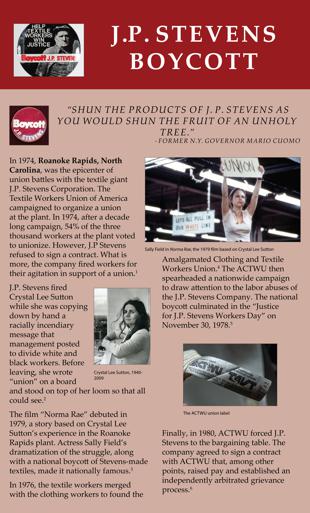 HELP
TEXTILE
WORKERS
WIN
JUSTICE
Boycott J.P. STEVENS
J.P. STEVENS
BOYCOTT
Boycott
J.P. STEVENS
"SHUN THE PRODUCTS OF J. P. STEVENS AS
YOU WOULD SHUN THE FRUIT OF AN UNHOLY
TREE."
- FORMER N.Y. GOVERNOR MARIO CUOMO
In 1974, Roanoke Rapids, North
Carolina, was the epicenter of
union battles with the textile giant
J.P. Stevens Corporation. The
Textile Workers Union of America
campaigned to organize a union
at the plant. In 1974, after a decade
long campaign, 54% of the three
thousand workers at the plant voted
to unionize. However, J.P Stevens
refused to sign a contract. What is
more, the company fired workers for
their agitation in support of a union.1
J.P. Stevens fired
Crystal Lee Sutton
while she was copying
down by hand a
racially incendiary
message that
management posted
to divide white and
black workers. Before
leaving, she wrote
"union" on a board
and stood on top of her loom so that all
could see.2
Crystal Lee Sutton, 1940-
2009
The film "Norma Rae" debuted in
1979, a story based on Crystal Lee
Sutton's experience in the Roanoke
Rapids plant. Actress Sally Field's
dramatization of the struggle, along
with a national boycott of Stevens-made
textiles, made it nationally famous.3
In 1976, the textile workers merged
with the clothing workers to found the
UNION
Sally Field in Norma Rae, the 1979 film based on Crystal Lee Sutton
Amalgamated Clothing and Textile
Workers Union.4 The ACTWU then
spearheaded a nationwide campaign
to draw attention to the labor abuses of
the J.P. Stevens Company. The national
boycott culminated in the "Justice
for J.P. Stevens Workers Day" on
November 30, 1978.5
The ACTWU union label
Finally, in 1980, ACTWU forced J.P.
Stevens to the bargaining table. The
company agreed to sign a contract
with ACTWU that, among other
points, raised pay and established an
independently arbitrated grievance
process.6